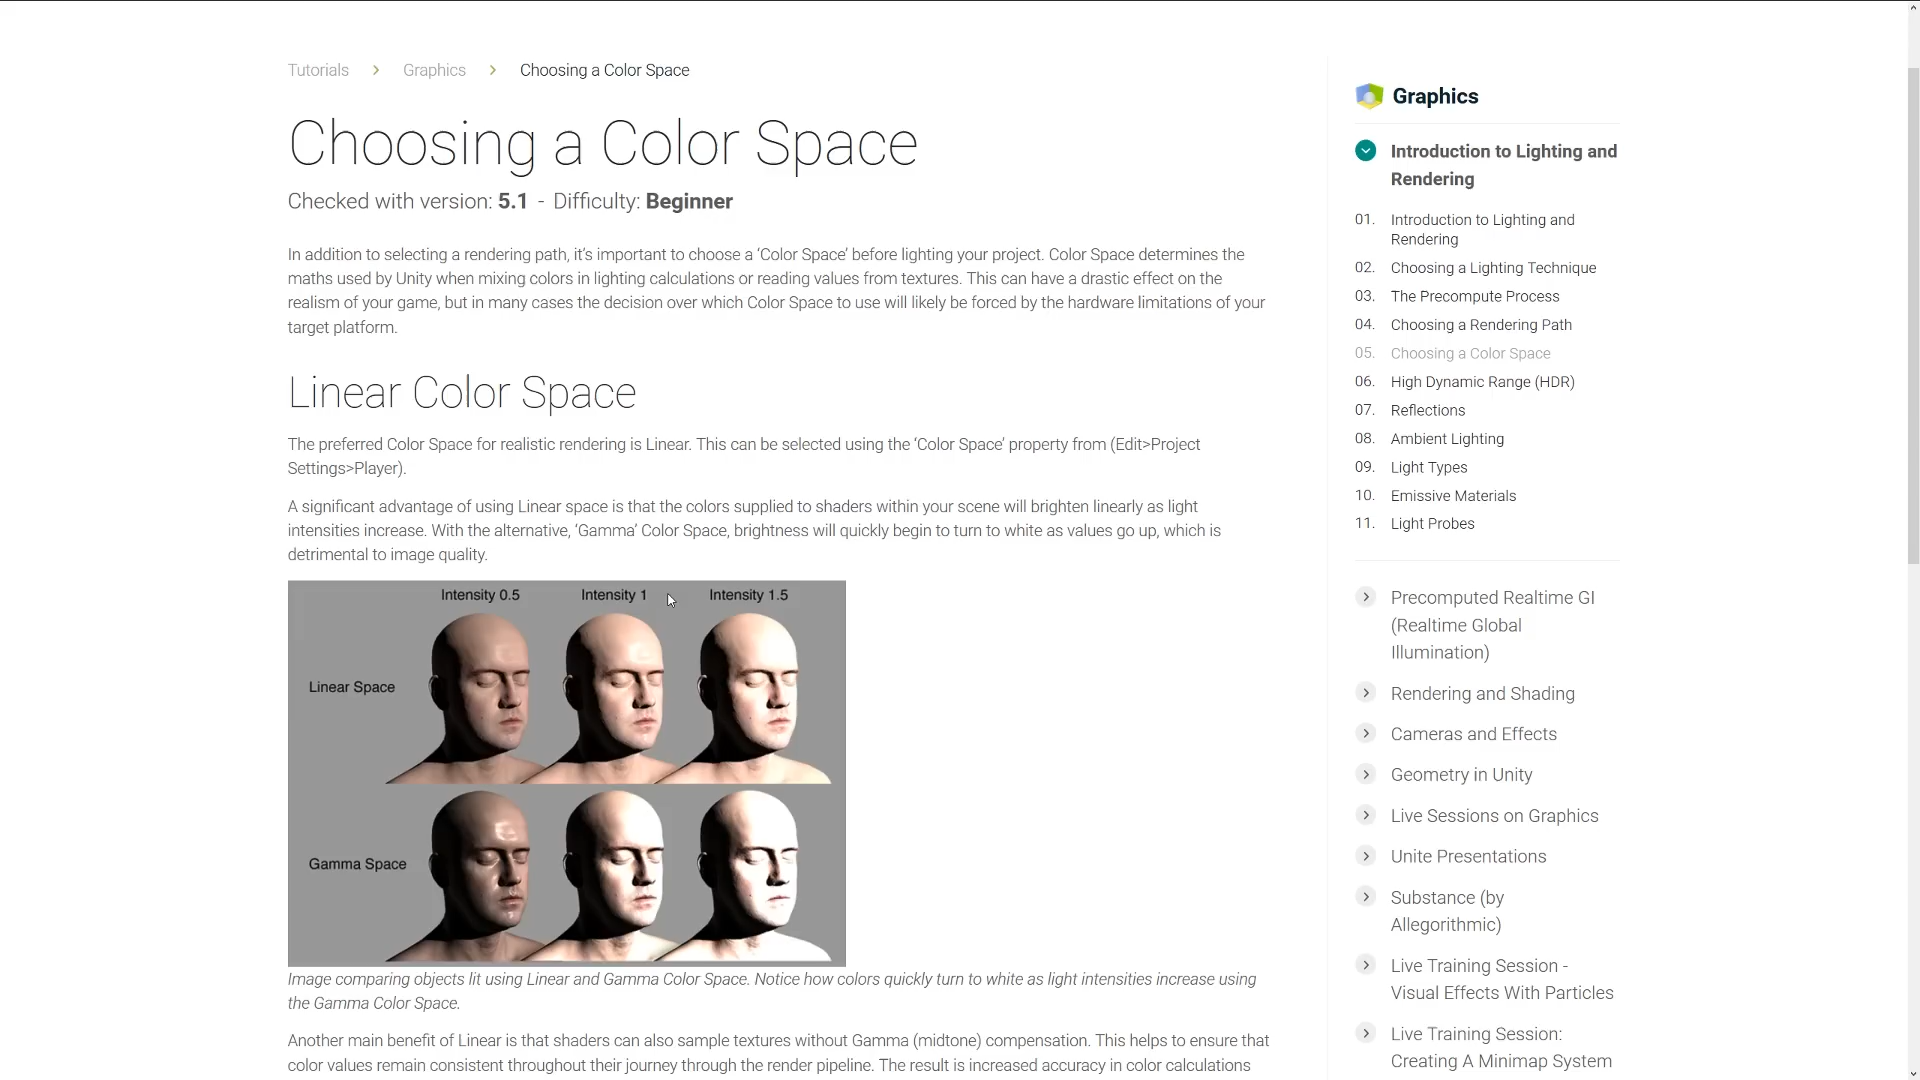 Tutorials > Graphics > Choosing a Color Space
Choosing a Color Space
Checked with version: 5.1 - Difficulty: Beginner
In addition to selecting a rendering path, it’s important to choose a ‘Color Space’ before lighting your project. Color Space determines the
maths used by Unity when mixing colors in lighting calculations or reading values from textures. This can have a drastic effect on the
realism of your game, but in many cases the decision over which Color Space to use will likely be forced by the hardware limitations of your
target platform.
Linear Color Space
The preferred Color Space for realistic rendering is Linear. This can be selected using the ‘Color Space’ property from (Edit>Project
Settings>Player).
A significant advantage of using Linear space is that the colors supplied to shaders within your scene will brighten linearly as light
intensities increase. With the alternative, ‘Gamma’ Color Space, brightness will quickly begin to turn to white as values go up, which is
detrimental to image quality.
Intensity 0.5 Intensity 1 Intensity 1.5
Linear Space
Gamma Space
Image comparing objects lit using Linear and Gamma Color Space. Notice how colors quickly turn to white as light intensities increase using
the Gamma Color Space.
Another main benefit of Linear is that shaders can also sample textures without Gamma (midtone) compensation. This helps to ensure that
color values remain consistent throughout their journey through the render pipeline. The result is increased accuracy in color calculations
Graphics
Introduction to Lighting and
Rendering
01. Introduction to Lighting and
Rendering
02. Choosing a Lighting Technique
03. The Precompute Process
04. Choosing a Rendering Path
05. Choosing a Color Space
06. High Dynamic Range (HDR)
07. Reflections
08. Ambient Lighting
09. Light Types
10. Emissive Materials
11. Light Probes
Precomputed Realtime GI
(Realtime Global
Illumination)
Rendering and Shading
Cameras and Effects
Geometry in Unity
Live Sessions on Graphics
Unite Presentations
Substance (by
Allegorithmic)
Live Training Session -
Visual Effects With Particles
Live Training Session:
Creating A Minimap System